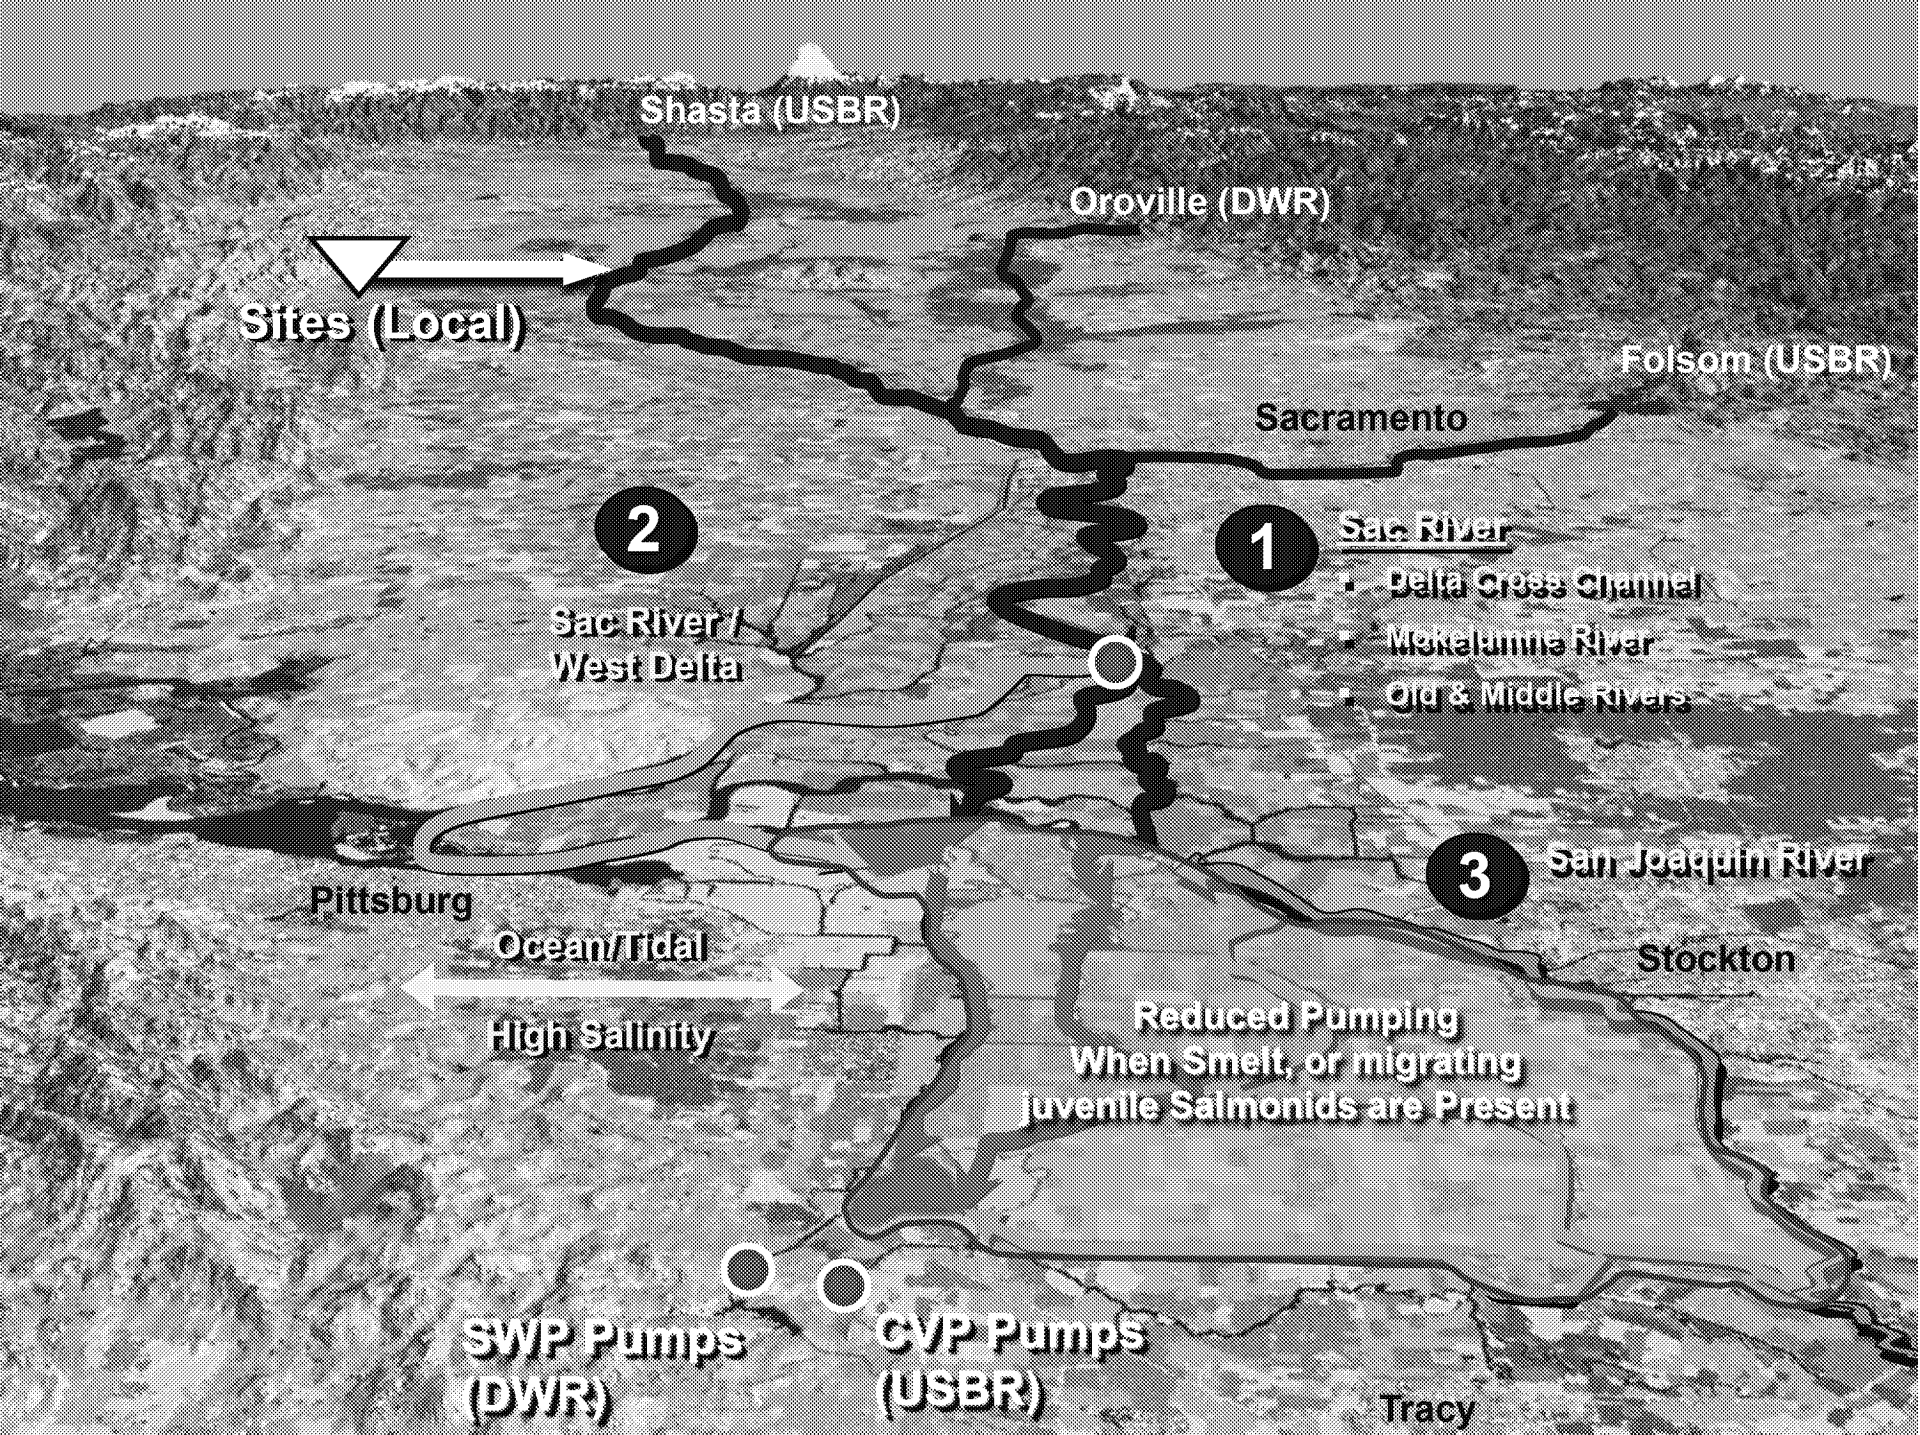 Shasta (USBR)
Oroville (DWR)
Sites (Local)
Folsom (USBR)
Sacramento
2
Sac River /
West Delta
1
Sac River
▪ Delta Cross Channel
▪ Mokelumne River
▪ Old & Middle Rivers
3
San Joaquin River
Pittsburg
Ocean/Tidal
High Salinity
Stockton
Reduced Pumping
When Smelt, or migrating
juvenile Salmonids are Present
SWP Pumps
(DWR)
CVP Pumps
(USBR)
Tracy